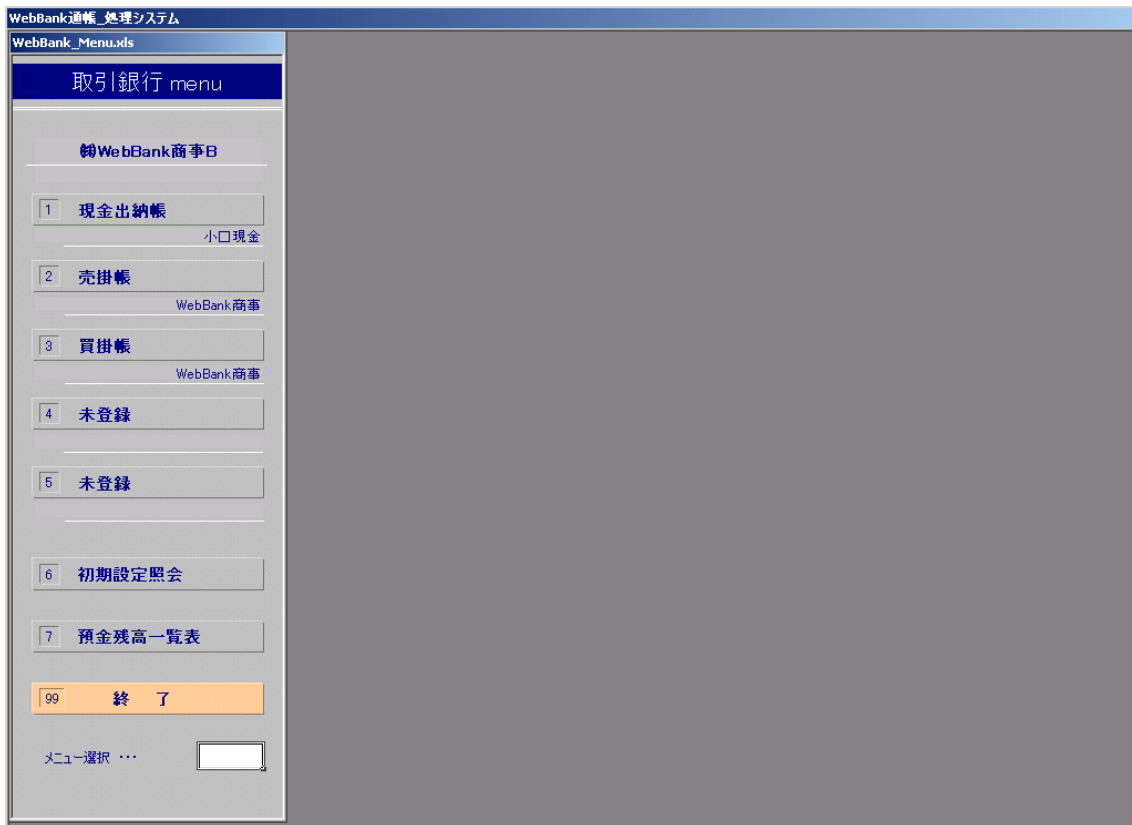 WebBank通帳_処理システム
WebBank_Menu.xls
取引銀行 menu
㈱WebBank商事B
1 現金出納帳
小口現金
2 売掛帳
WebBank商事
3 買掛帳
WebBank商事
4 未登録
5 未登録
6 初期設定照会
7 預金残高一覧表
99 終 了
メニュー選択 ・・・